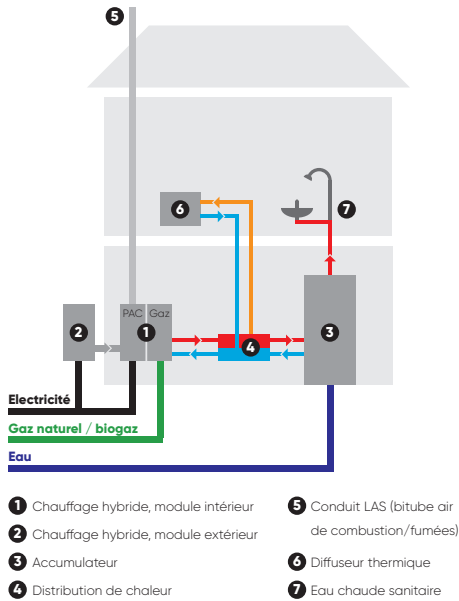 5
6
7
PAC Gaz
2
1
4
3
Electricité
Gaz naturel / biogaz
Eau
1 Chauffage hybride, module intérieur
2 Chauffage hybride, module extérieur
3 Accumulateur
4 Distribution de chaleur
5 Conduit LAS (bitube air
de combustion/fumées)
6 Diffuseur thermique
7 Eau chaude sanitaire